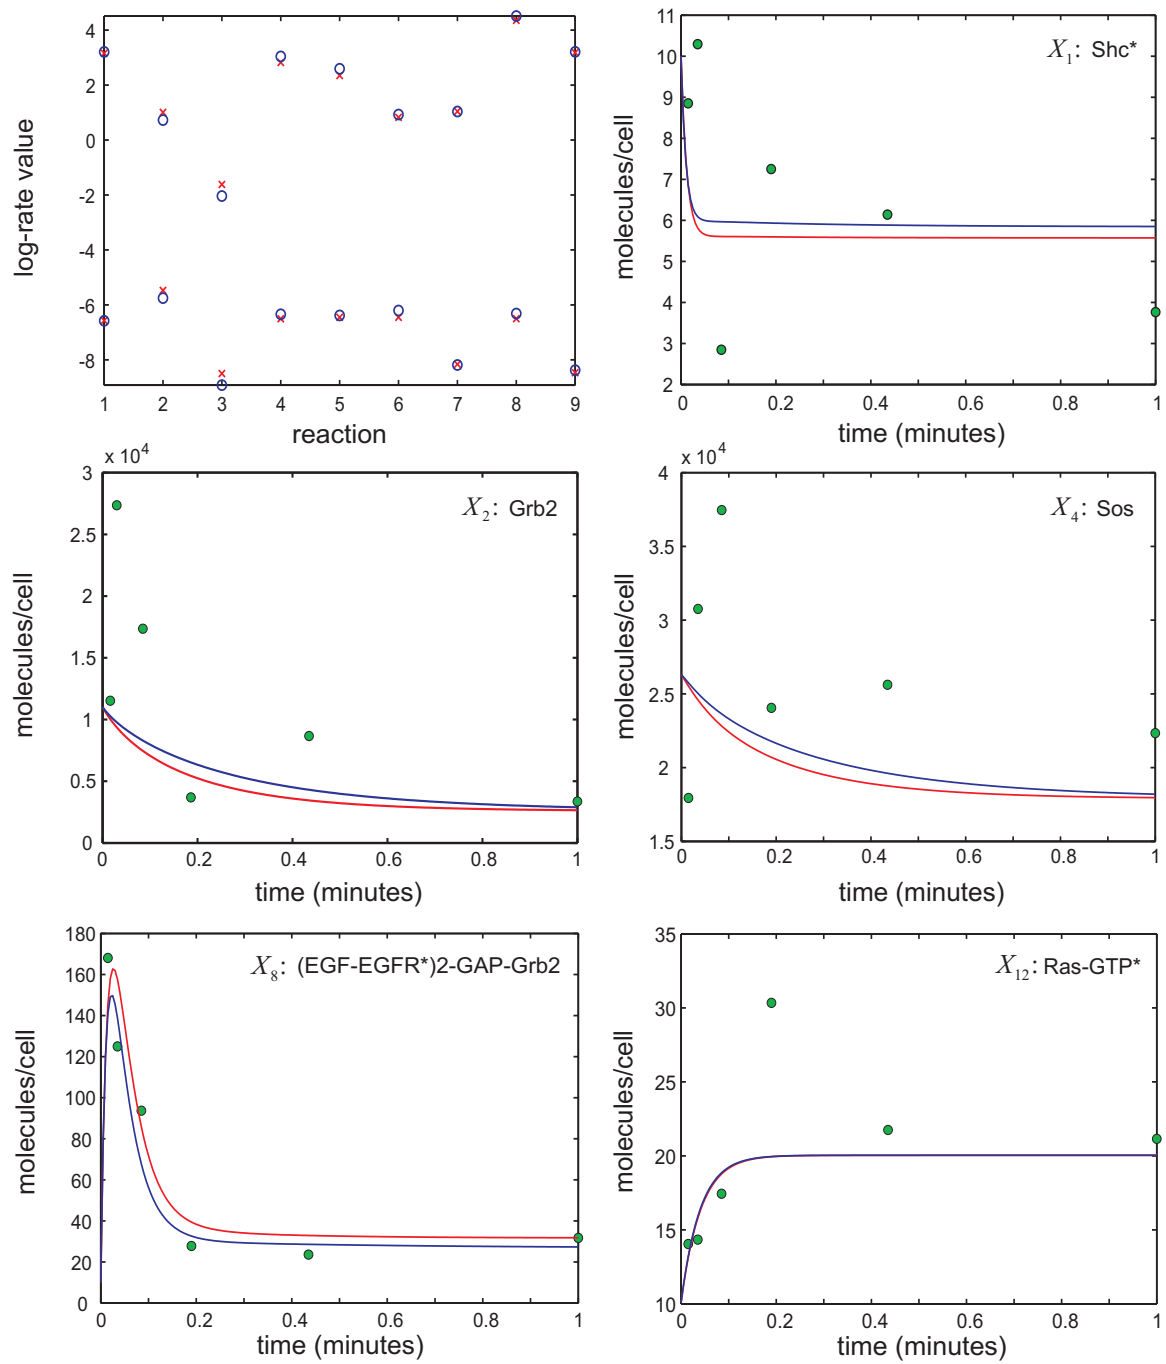 4
2
0
-2
-4
-6
-8
log-rate value
1 2 3 4 5 6 7 8 9
reaction
11
10
9
8
7
6
5
4
3
2
molecules/cell
X1: Shc*
0 0.2 0.4 0.6 0.8 1
time (minutes)
x 10^4
3
2.5
2
1.5
1
0.5
0
molecules/cell
X2: Grb2
0 0.2 0.4 0.6 0.8 1
time (minutes)
x 10^4
4
3.5
3
2.5
2
1.5
molecules/cell
X4: Sos
0 0.2 0.4 0.6 0.8 1
time (minutes)
180
160
140
120
100
80
60
40
20
0
molecules/cell
X8: (EGF-EGFR*)2-GAP-Grb2
0 0.2 0.4 0.6 0.8 1
time (minutes)
35
30
25
20
15
10
molecules/cell
X12: Ras-GTP*
0 0.2 0.4 0.6 0.8 1
time (minutes)